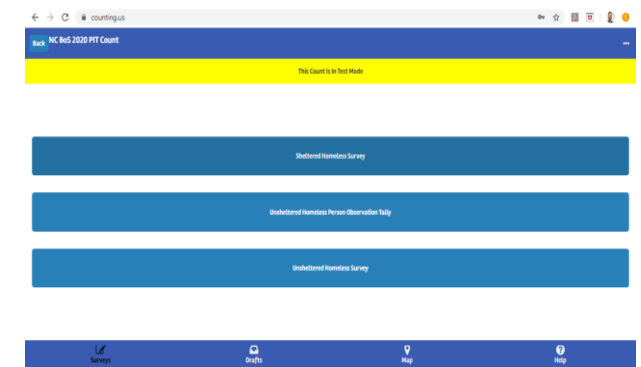 counting.us
Back NC BoS 2020 PIT Count
This Count Is in Test Mode
Sheltered Homeless Survey
Unsheltered Homeless Person Observation Tally
Unsheltered Homeless Survey
Surveys Drafts Map Help